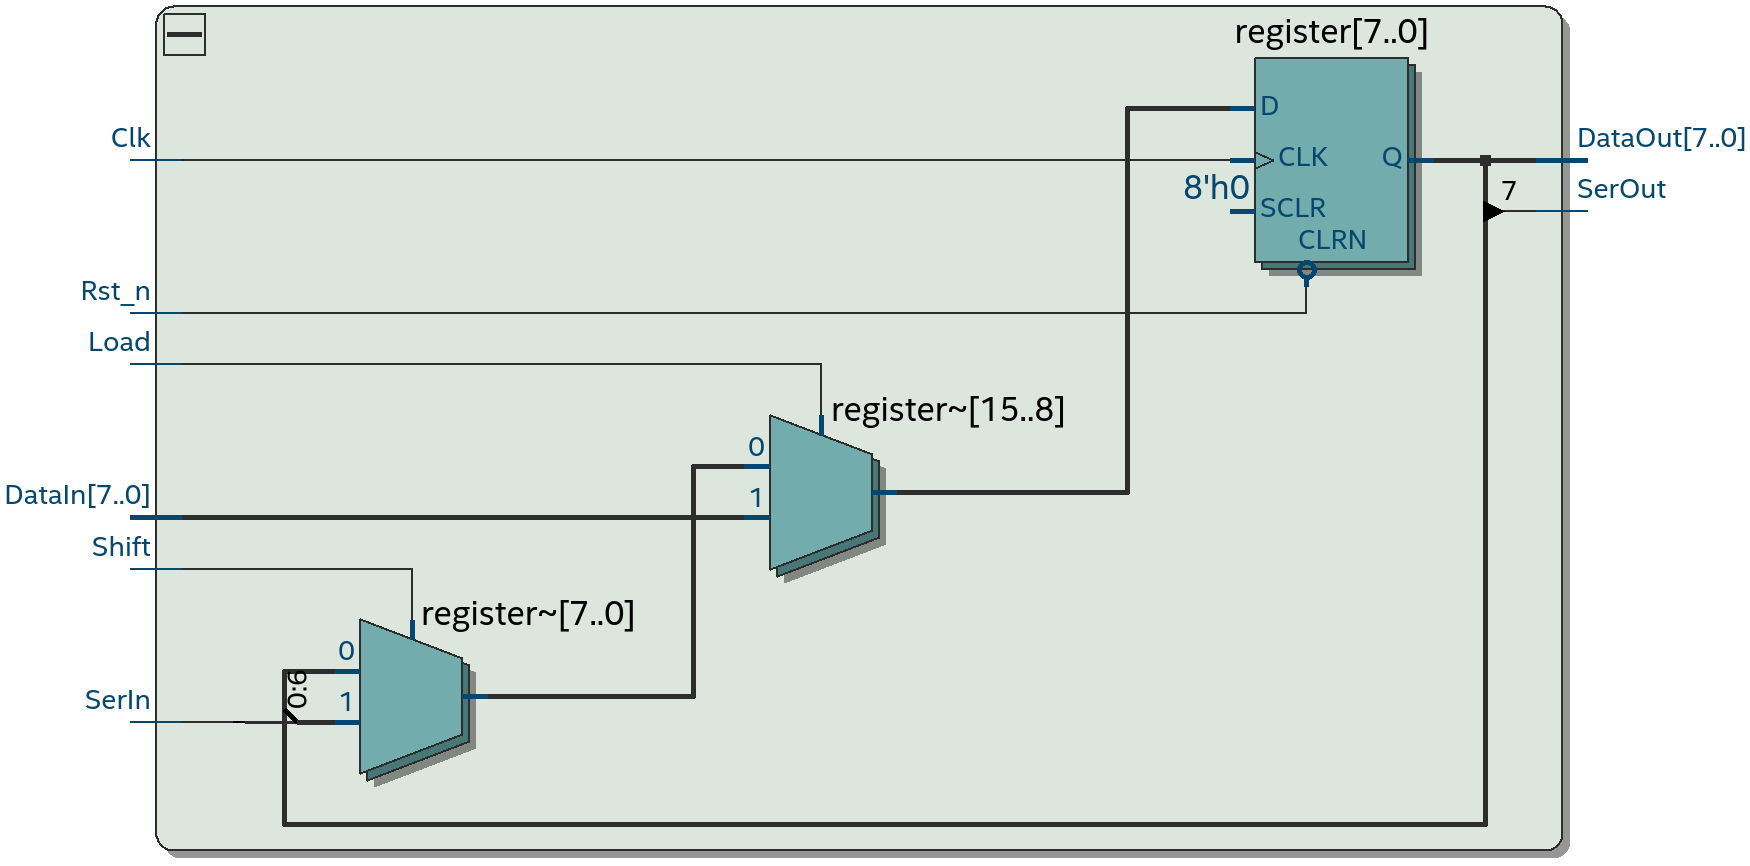 register[7..0]
D
Clk
CLK
Q
DataOut[7..0]
8'h0
7
SerOut
SCLR
CLRN
Rst_n
Load
register~[15..8]
0
DataIn[7..0]
1
Shift
register~[7..0]
0
0:6
SerIn
1